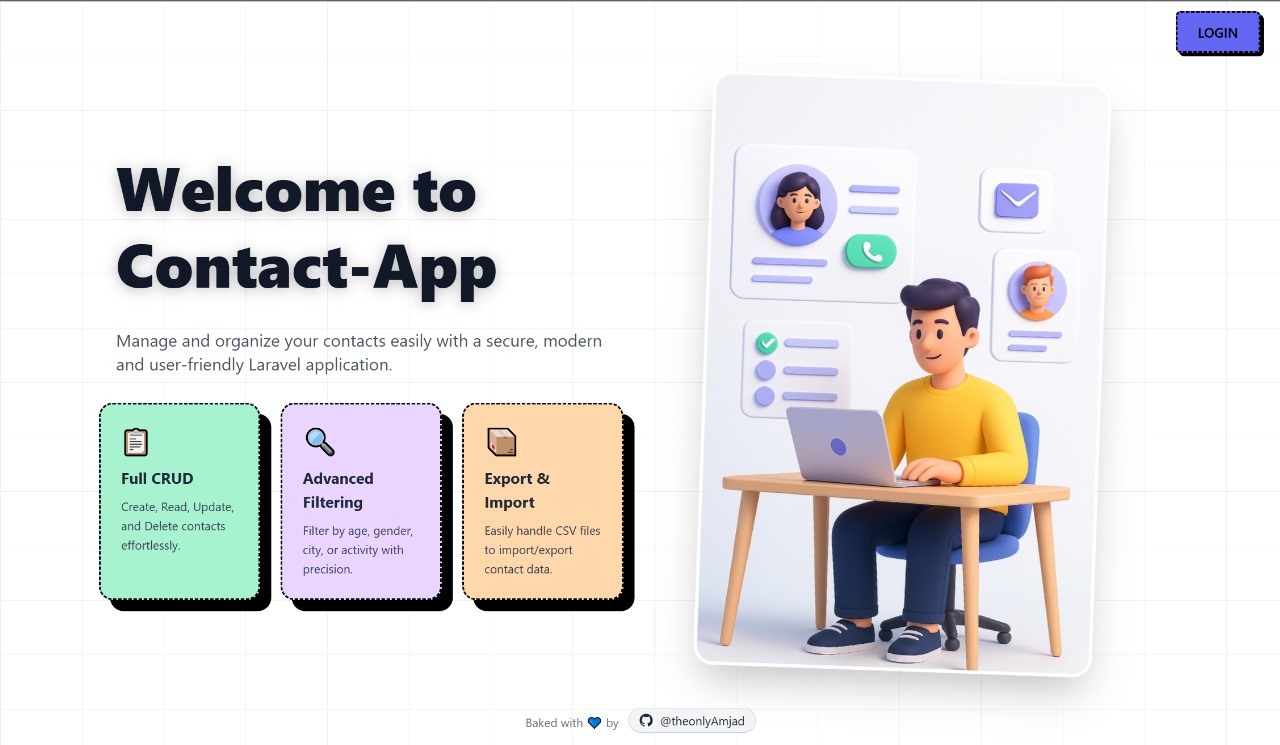 LOGIN
Welcome to
Contact-App
Manage and organize your contacts easily with a secure, modern
and user-friendly Laravel application.
Full CRUD
Create, Read, Update,
and Delete contacts
effortlessly.
Advanced
Filtering
Filter by age, gender,
city, or activity with
precision.
Export &
Import
Easily handle CSV files
to import/export
contact data.
Baked with 💙 by @theonlyAmjad